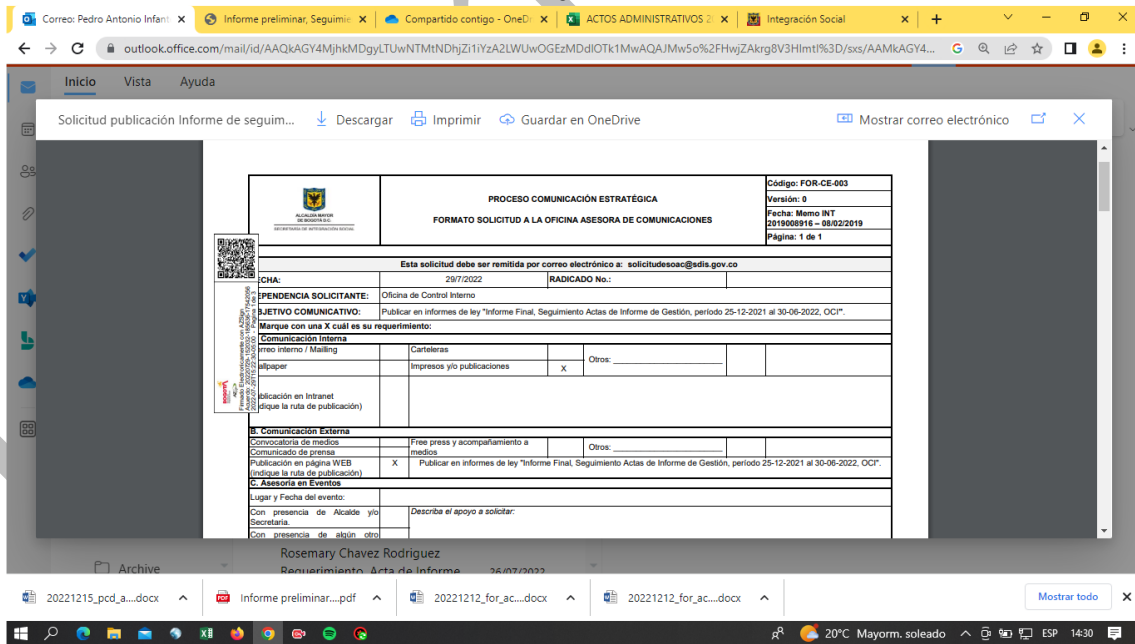 Correo: Pedro Antonio Infant
Informe preliminar, Seguimie
Compartido contigo - OneD
ACTOS ADMINISTRATIVOS 2
Integración Social
outlook.office.com/mail/id/
Inicio Vista Ayuda
Solicitud publicación Informe de seguim... Descargar Imprimir Guardar en OneDrive Mostrar correo electrónico
ALCALDÍA MAYOR
DE BOGOTÁ D.C.
SECRETARÍA DE INTEGRACIÓN SOCIAL
PROCESO COMUNICACIÓN ESTRATÉGICA
FORMATO SOLICITUD A LA OFICINA ASESORA DE COMUNICACIONES
Código: FOR-CE-003
Versión: 0
Fecha: Memo INT
2019008916 – 08/02/2019
Página: 1 de 1
Esta solicitud debe ser remitida por correo electrónico a: solicitudesoac@sdis.gov.co
ECHA: 29/7/2022 RADICADO No.:
EPENDENCIA SOLICITANTE: Oficina de Control Interno
BJETIVO COMUNICATIVO: Publicar en informes de ley "Informe Final, Seguimiento Actas de Informe de Gestión, período 25-12-2021 al 30-06-2022, OCI".
Marque con una X cuál es su requerimiento:
Comunicación Interna
orreo interno / Mailling Carteleras
Otros:
allpaper Impresos y/o publicaciones X
ublicación en Intranet
dique la ruta de publicación)
B. Comunicación Externa
Convocatoria de medios Free press y acompañamiento a
Comunicado de prensa medios Otros:
Publicación en página WEB X Publicar en informes de ley "Informe Final, Seguimiento Actas de Informe de Gestión, período 25-12-2021 al 30-06-2022, OCI".
(indique la ruta de publicación)
C. Asesoría en Eventos
Lugar y Fecha del evento:
Con presencia de Alcalde y/o Describa el apoyo a solicitar:
Secretaria.
Con presencia de algún otro
Firmado Electrónicamente con AZSign
Archive
Rosemary Chavez Rodriguez
Requerimiento Acta de Informe 26/07/2022
20221215_pcd_a....docx
Informe preliminar....pdf
20221212_for_ac....docx
20221212_for_ac....docx
Mostrar todo
20°C Mayorm. soleado ESP 14:30